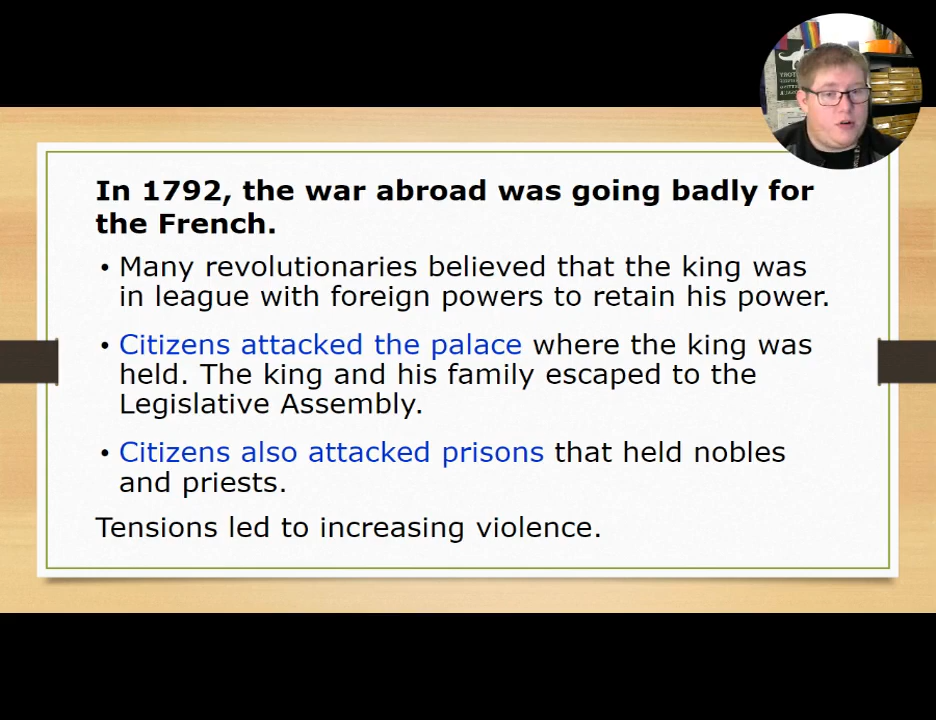 In 1792, the war abroad was going badly for
the French.
• Many revolutionaries believed that the king was
in league with foreign powers to retain his power.
• Citizens attacked the palace where the king was
held. The king and his family escaped to the
Legislative Assembly.
• Citizens also attacked prisons that held nobles
and priests.
Tensions led to increasing violence.